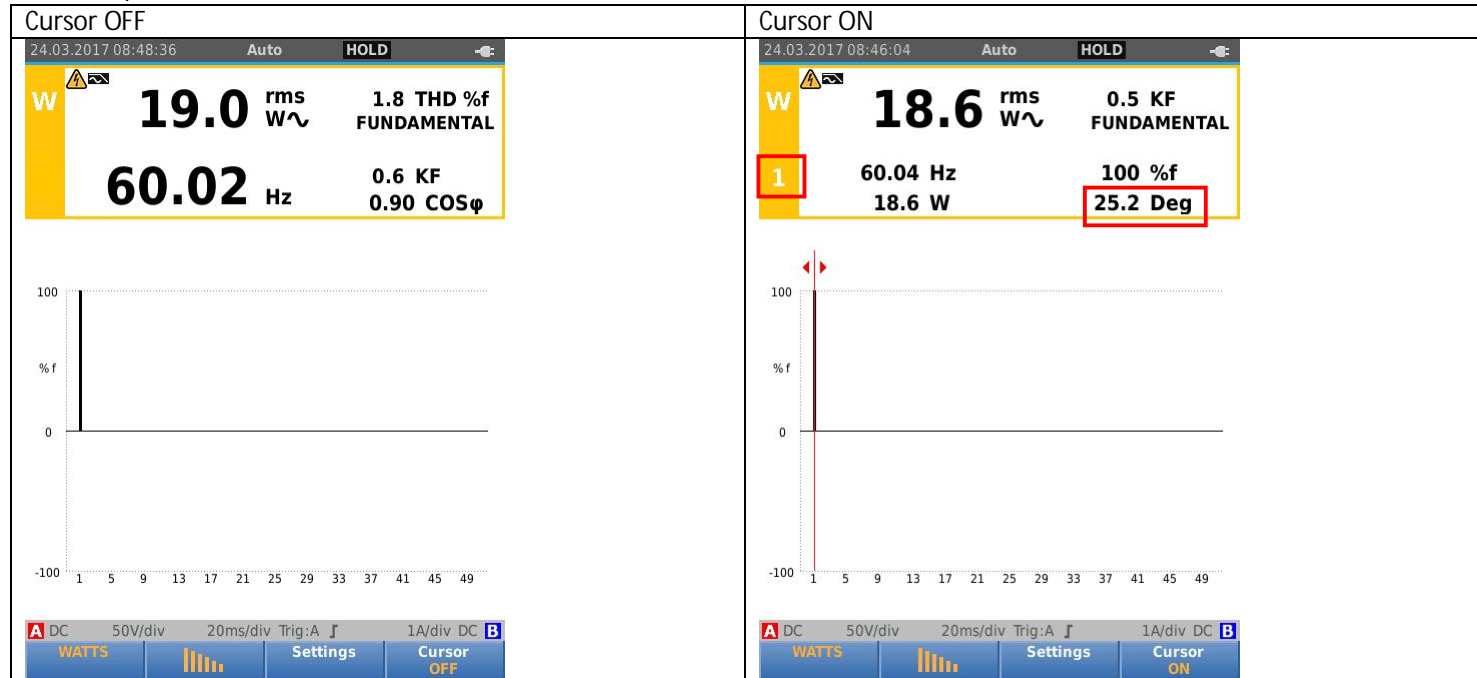 Cursor OFF
24.03.2017 08:48:36 Auto HOLD
W 19.0 rms W∿ 1.8 THD %f
FUNDAMENTAL
60.02 Hz 0.6 KF
0.90 COSφ
100
% f
0
-100
1 5 9 13 17 21 25 29 33 37 41 45 49
A DC 50V/div 20ms/div Trig:A 1A/div DC B
WATTS Settings Cursor
OFF
Cursor ON
24.03.2017 08:46:04 Auto HOLD
W 18.6 rms W∿ 0.5 KF
FUNDAMENTAL
1 60.04 Hz 100 %f
18.6 W 25.2 Deg
100
% f
0
-100
1 5 9 13 17 21 25 29 33 37 41 45 49
A DC 50V/div 20ms/div Trig:A 1A/div DC B
WATTS Settings Cursor
ON